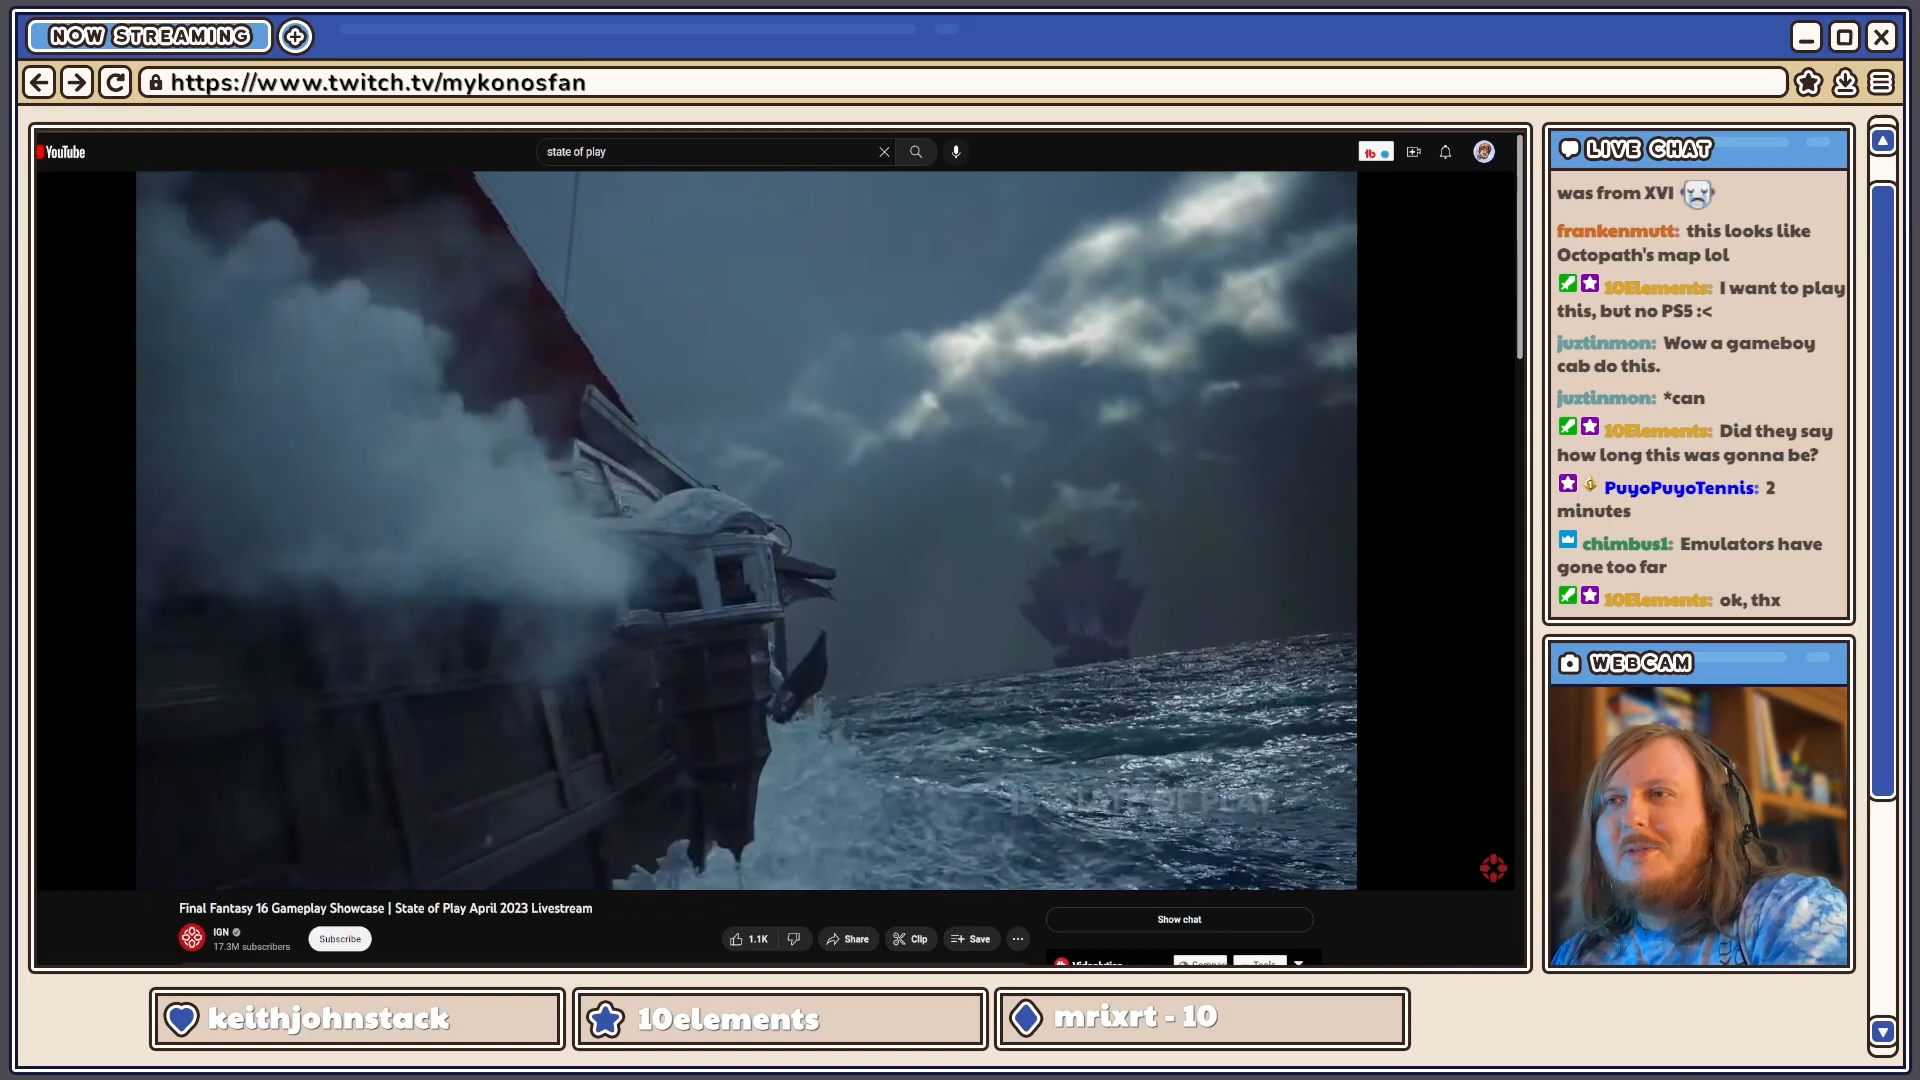 NOW STREAMING
https://www.twitch.tv/mykonosfan
YouTube
state of play
LIVE CHAT
was from XVI
frankenmutt: this looks like
Octopath's map lol
10Elements: I want to play
this, but no PS5 :<
juztinmon: Wow a gameboy
cab do this.
juztinmon: *can
10Elements: Did they say
how long this was gonna be?
PuyoPuyoTennis: 2
minutes
chimbus1: Emulators have
gone too far
10Elements: ok, thx
WEBCAM
STATE OF PLAY
Final Fantasy 16 Gameplay Showcase | State of Play April 2023 Livestream
IGN
17.3M subscribers
Subscribe
1.1K
Share
Clip
Save
Show chat
keithjohnstack
10elements
mrixrt - 10